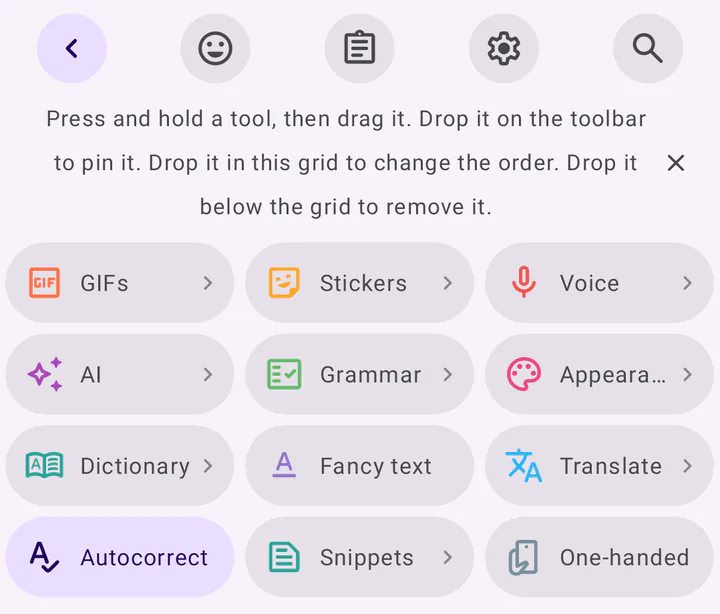 Press and hold a tool, then drag it. Drop it on the toolbar
to pin it. Drop it in this grid to change the order. Drop it
below the grid to remove it.
GIF GIFs
Stickers
Voice
AI
Grammar
Appeara...
A Dictionary
A Fancy text
文A Translate
A Autocorrect
Snippets
One-handed